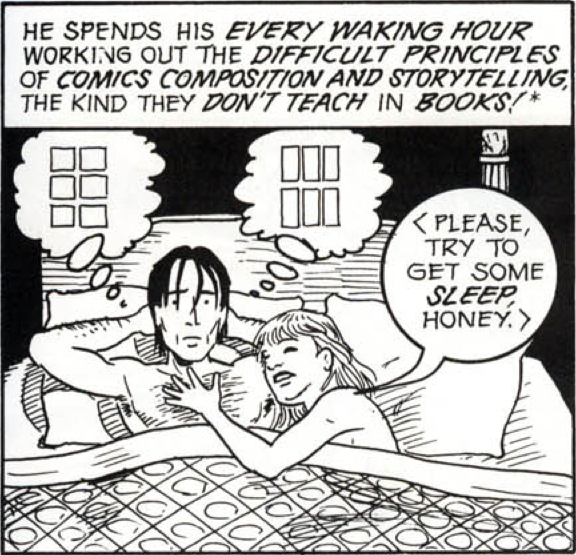 HE SPENDS HIS EVERY WAKING HOUR
WORKING OUT THE DIFFICULT PRINCIPLES
OF COMICS COMPOSITION AND STORYTELLING,
THE KIND THEY DON'T TEACH IN BOOKS!*
< PLEASE,
TRY TO
GET SOME
SLEEP,
HONEY. >